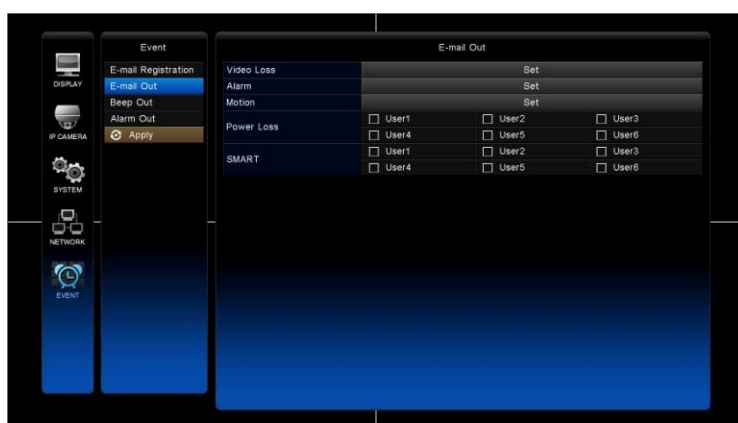 DISPLAY
IP CAMERA
SYSTEM
NETWORK
EVENT
Event
E-mail Registration
E-mail Out
Beep Out
Alarm Out
Apply
E-mail Out
Video Loss Set
Alarm Set
Motion Set
Power Loss
User1 User2 User3
User4 User5 User6
SMART
User1 User2 User3
User4 User5 User6